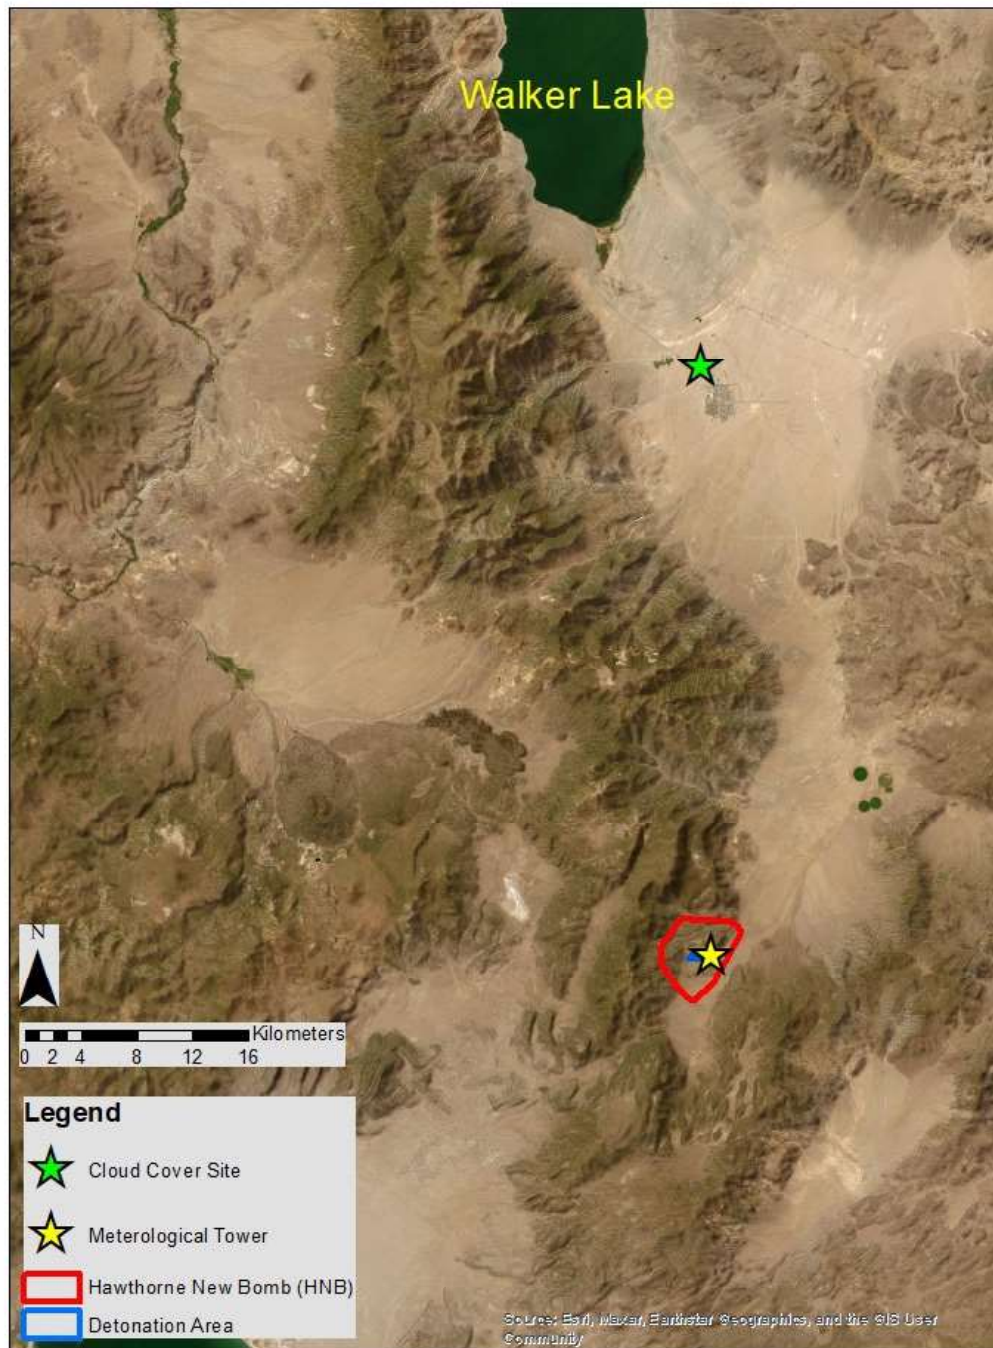 Walker Lake
N
Kilometers
0 2 4 8 12 16
Legend
Cloud Cover Site
Meterological Tower
Hawthorne New Bomb (HNB)
Detonation Area
Source: Esri, Maxar, Earthstar Geographics, and the GIS User
Community